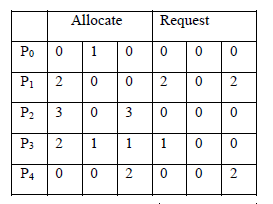 Allocate Request
P0 0 1 0 0 0 0
P1 2 0 0 2 0 2
P2 3 0 3 0 0 0
P3 2 1 1 1 0 0
P4 0 0 2 0 0 2